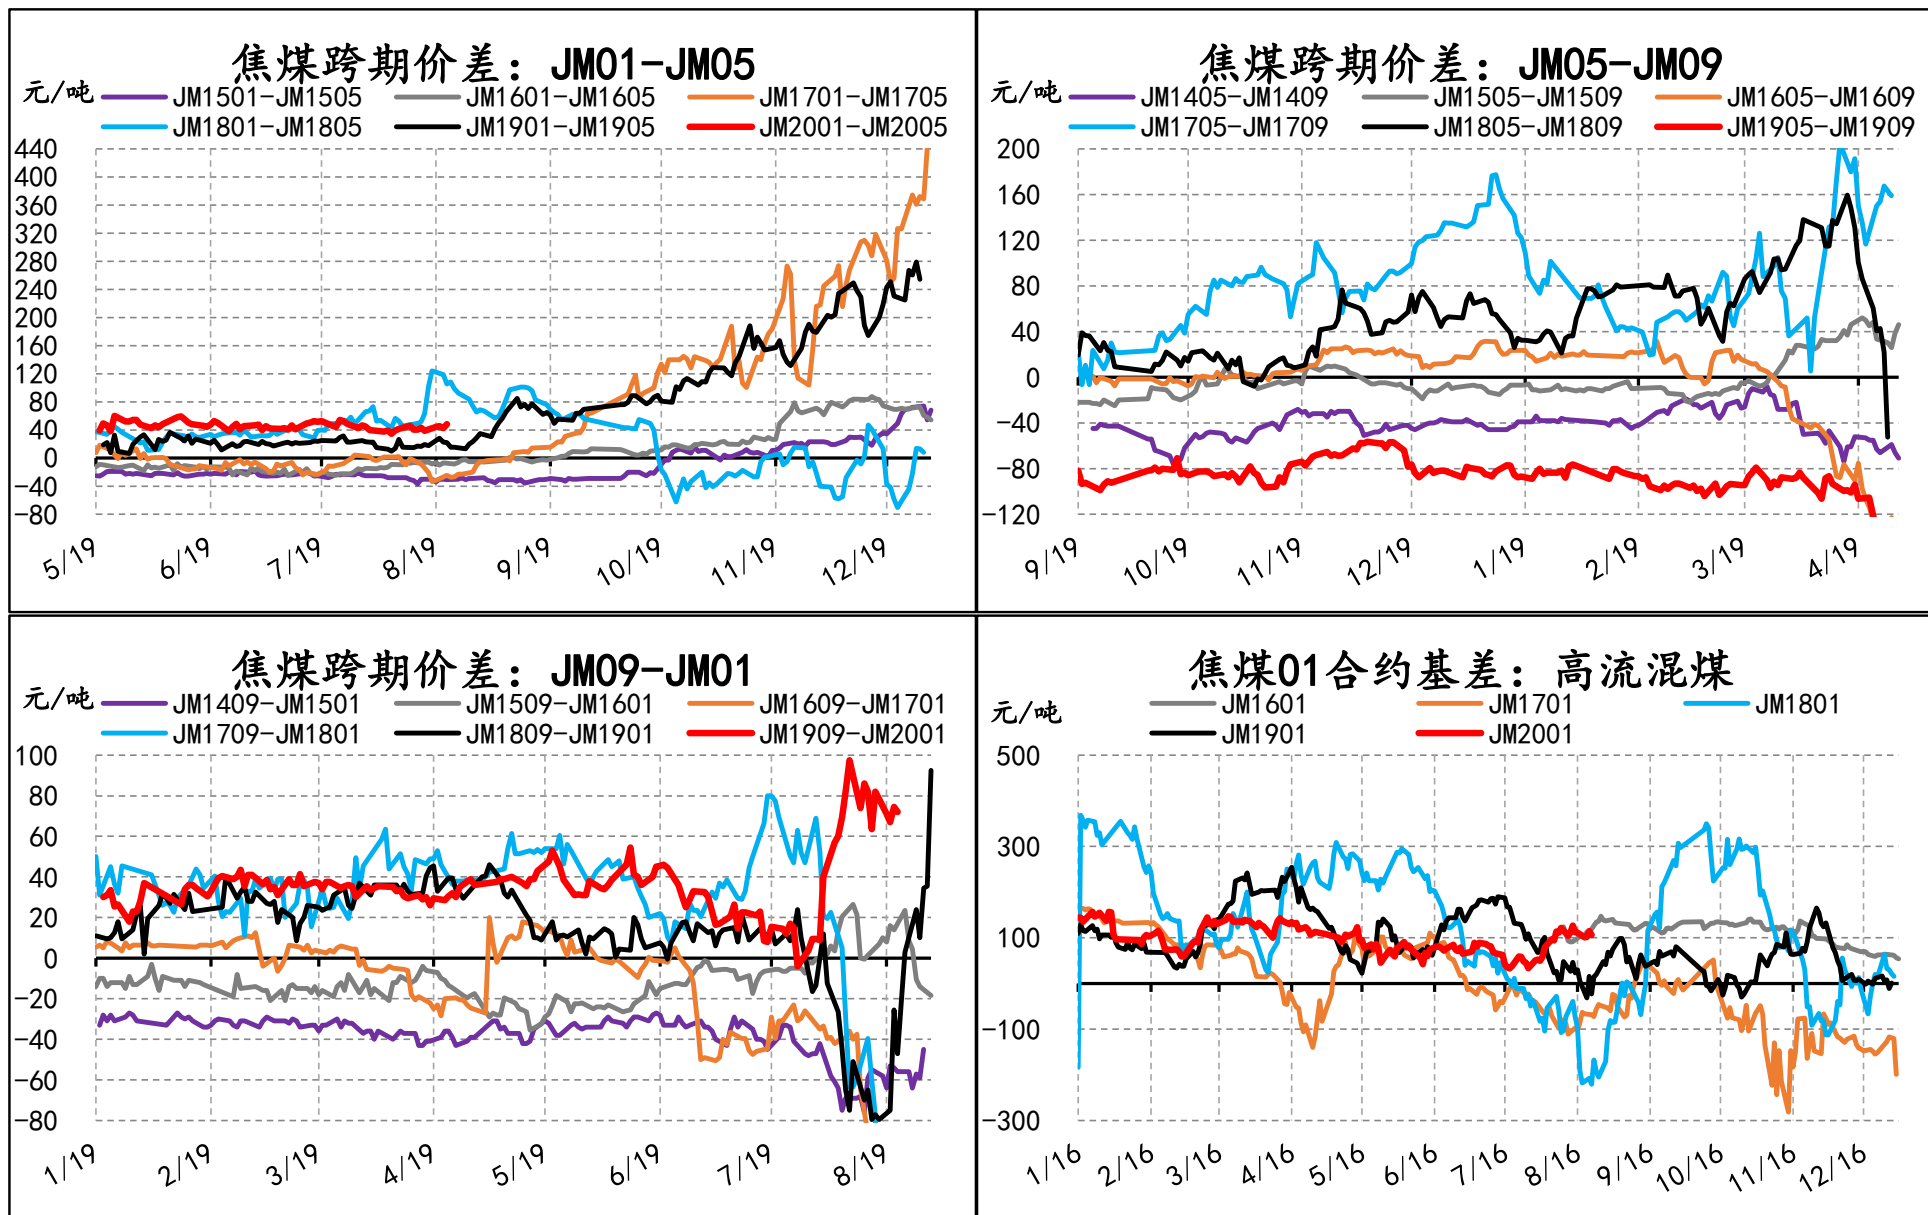 焦煤跨期价差：JM01-JM05
元/吨
JM1501-JM1505 JM1601-JM1605 JM1701-JM1705
JM1801-JM1805 JM1901-JM1905 JM2001-JM2005
440
400
360
320
280
240
200
160
120
80
40
0
-40
-80
5/19 6/19 7/19 8/19 9/19 10/19 11/19 12/19
焦煤跨期价差：JM05-JM09
元/吨
JM1405-JM1409 JM1505-JM1509 JM1605-JM1609
JM1705-JM1709 JM1805-JM1809 JM1905-JM1909
200
160
120
80
40
0
-40
-80
-120
9/19 10/19 11/19 12/19 1/19 2/19 3/19 4/19
焦煤跨期价差：JM09-JM01
元/吨
JM1409-JM1501 JM1509-JM1601 JM1609-JM1701
JM1709-JM1801 JM1809-JM1901 JM1909-JM2001
100
80
60
40
20
0
-20
-40
-60
-80
1/19 2/19 3/19 4/19 5/19 6/19 7/19 8/19
焦煤01合约基差：高流混煤
元/吨
JM1601 JM1701 JM1801
JM1901 JM2001
500
300
100
-100
-300
1/16 2/16 3/16 4/16 5/16 6/16 7/16 8/16 9/16 10/16 11/16 12/16